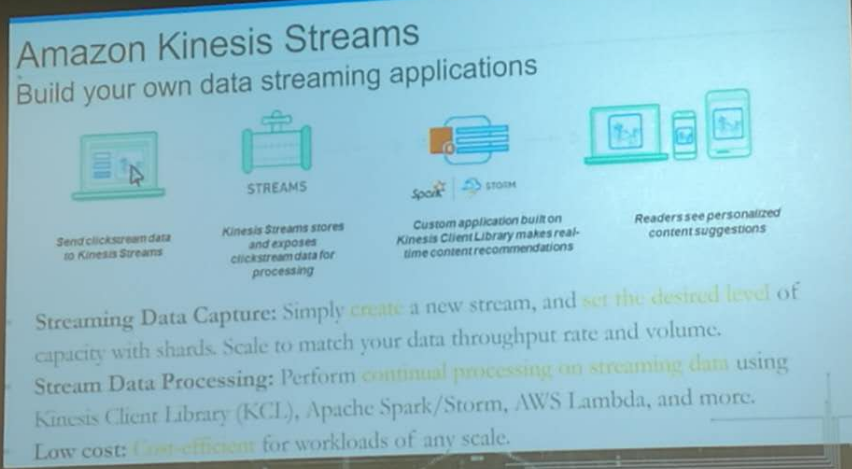 Amazon Kinesis Streams
Build your own data streaming applications
STREAMS
Spark
STORM
Send clickstream data
to Kinesis Streams
Kinesis Streams stores
and exposes
clickstream data for
processing
Custom application built on
Kinesis Client Library makes real-
time content recommendations
Readers see personalized
content suggestions
Streaming Data Capture: Simply create a new stream, and set the desired level of
capacity with shards. Scale to match your data throughput rate and volume.
Stream Data Processing: Perform continual processing on streaming data using
Kinesis Client Library (KCL), Apache Spark/Storm, AWS Lambda, and more.
Low cost: Cost-efficient for workloads of any scale.